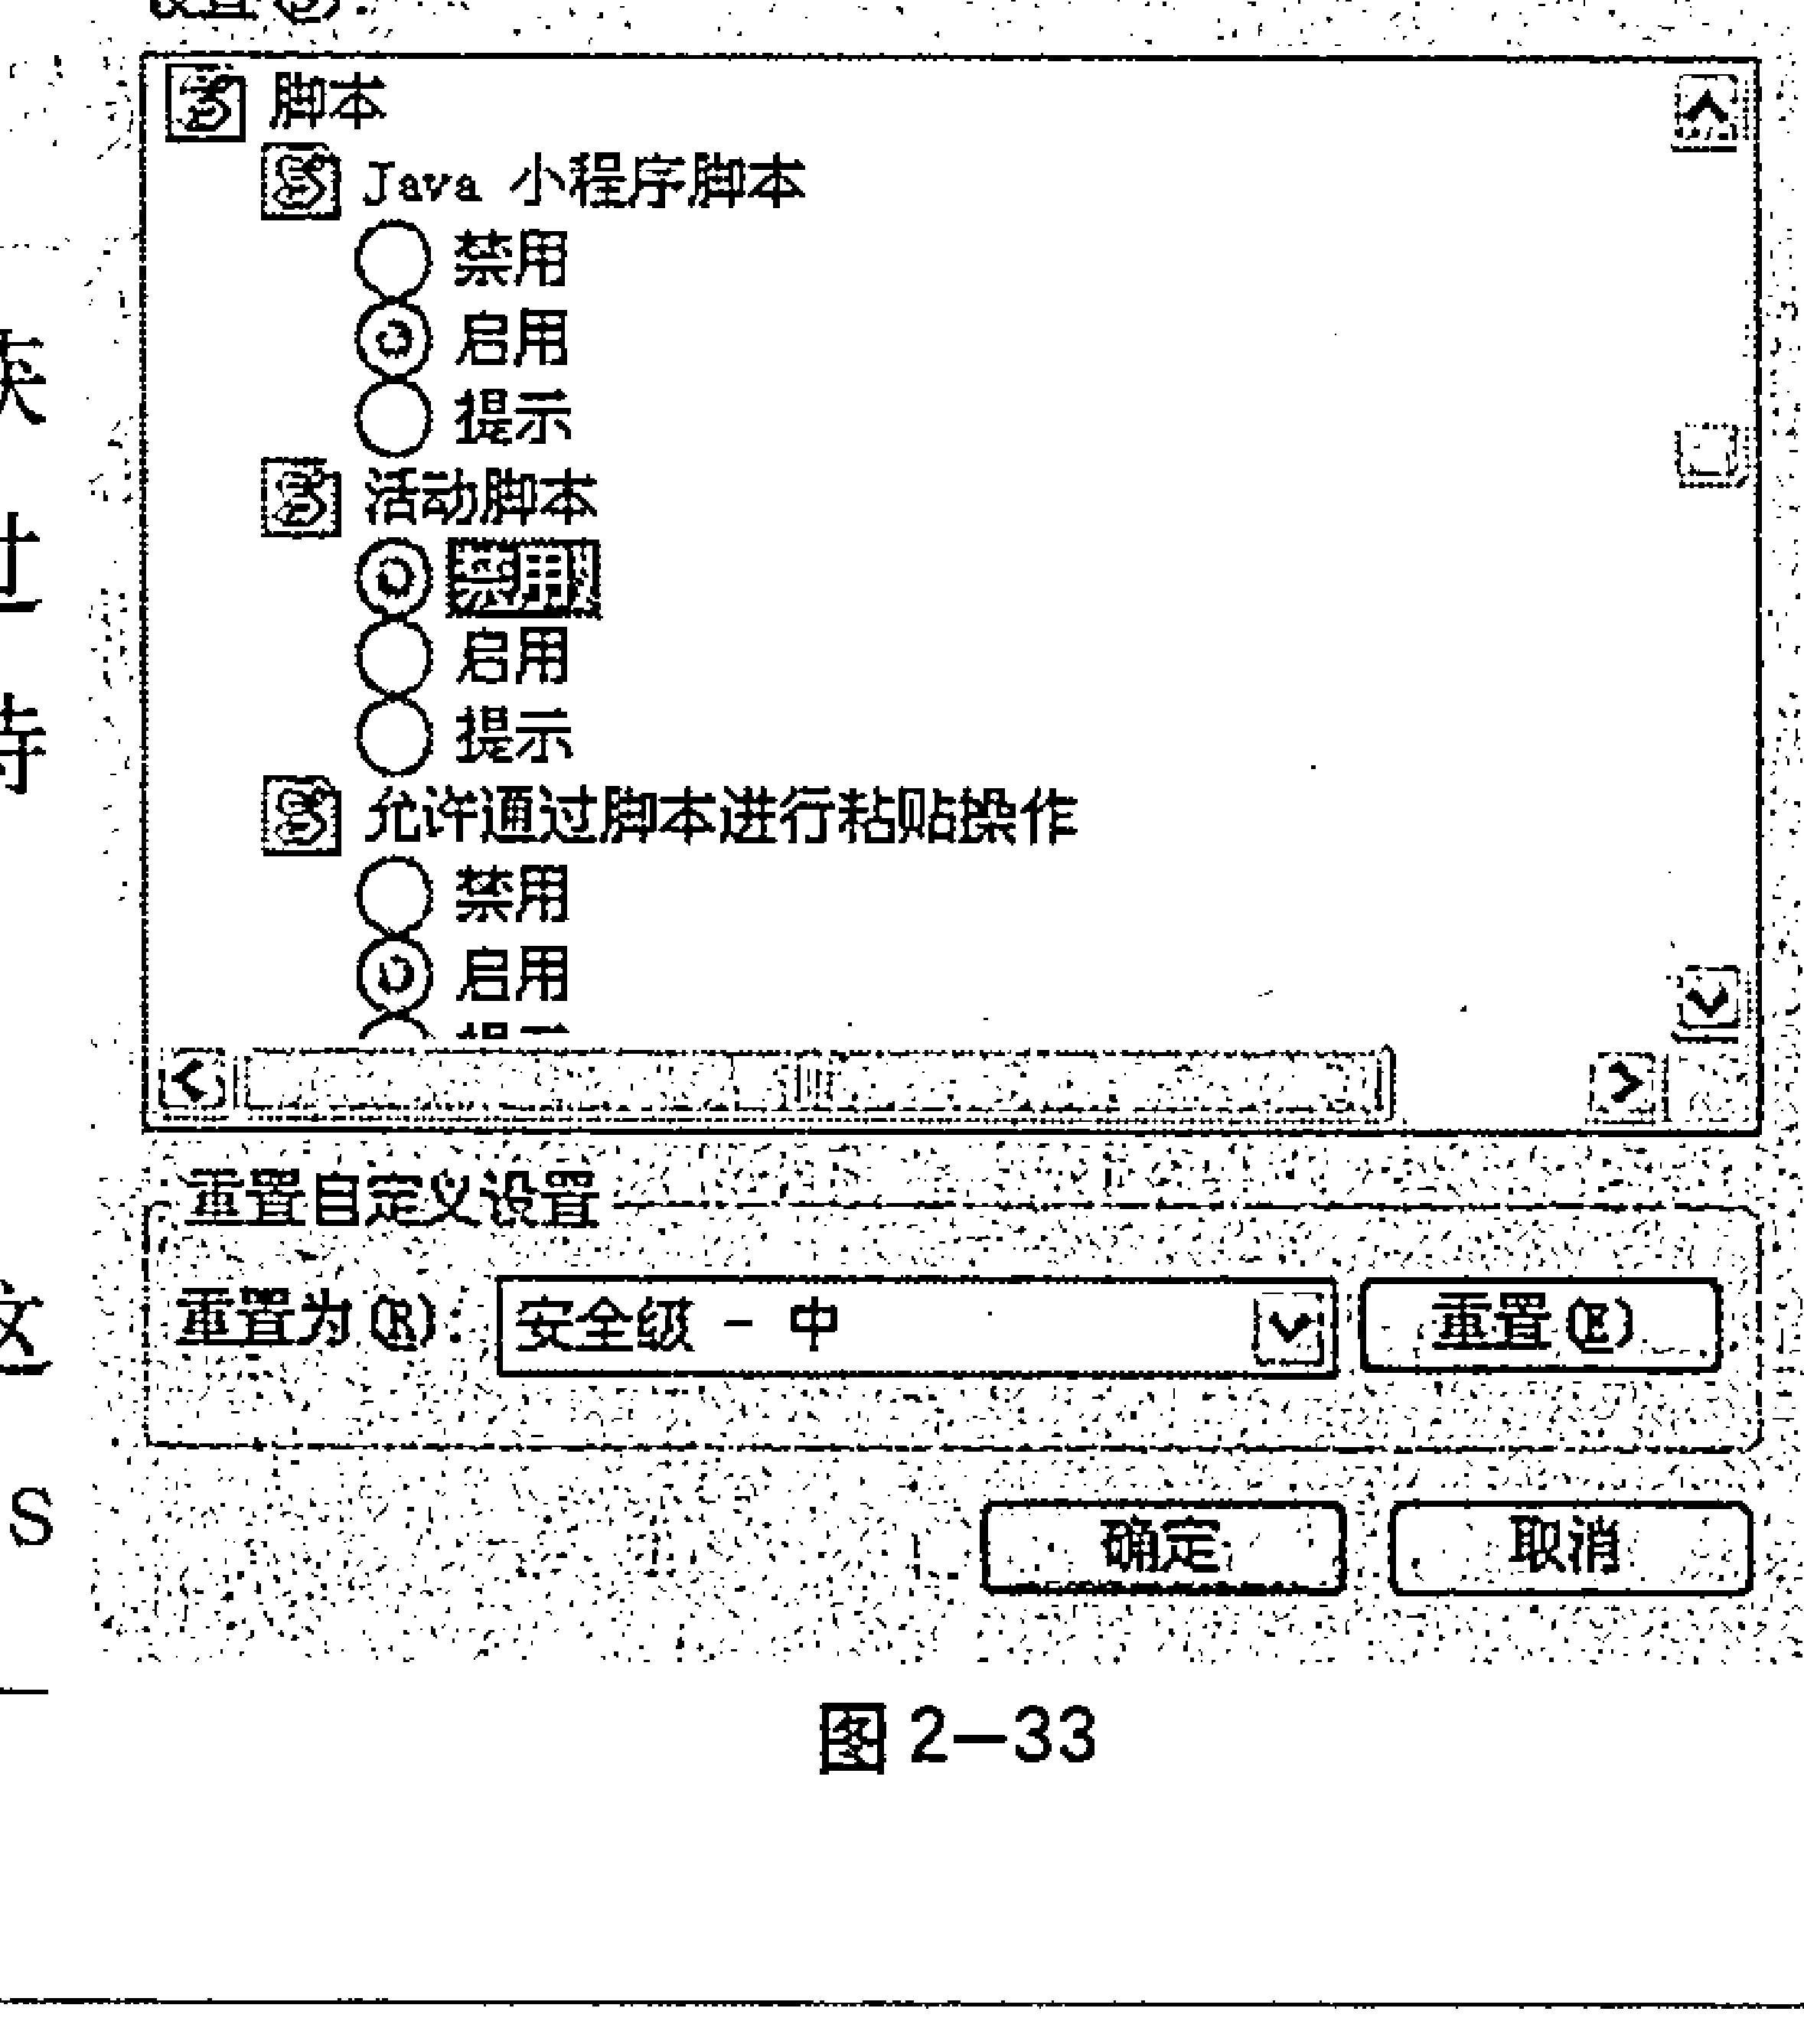 设置(S):
脚本
Java 小程序脚本
禁用
启用
提示
活动脚本
禁用
启用
提示
允许通过脚本进行粘贴操作
禁用
启用
重置自定义设置
重置为(R):
安全级 - 中
重置(E)
确定
取消
S
图 2—33